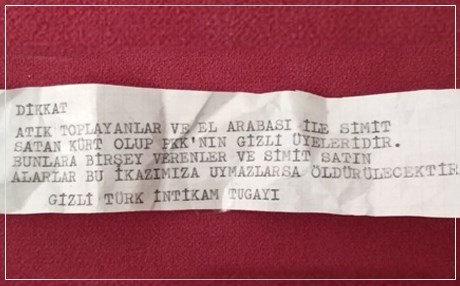 DİKKAT
ATIK TOPLAYANLAR VE EL ARABASI İLE SİMİT
SATAN KÜRT OLUP PKK'NIN GİZLİ ÜYELERİDİR.
BUNLARA BİRŞEY VERENLER VE SİMİT SATIN
ALAPLAR BU İKAZIMIZA UYMAZLARSA ÖLDÜRÜLECEKTİR
GİZLİ TÜRK İNTİKAM TUGAYI